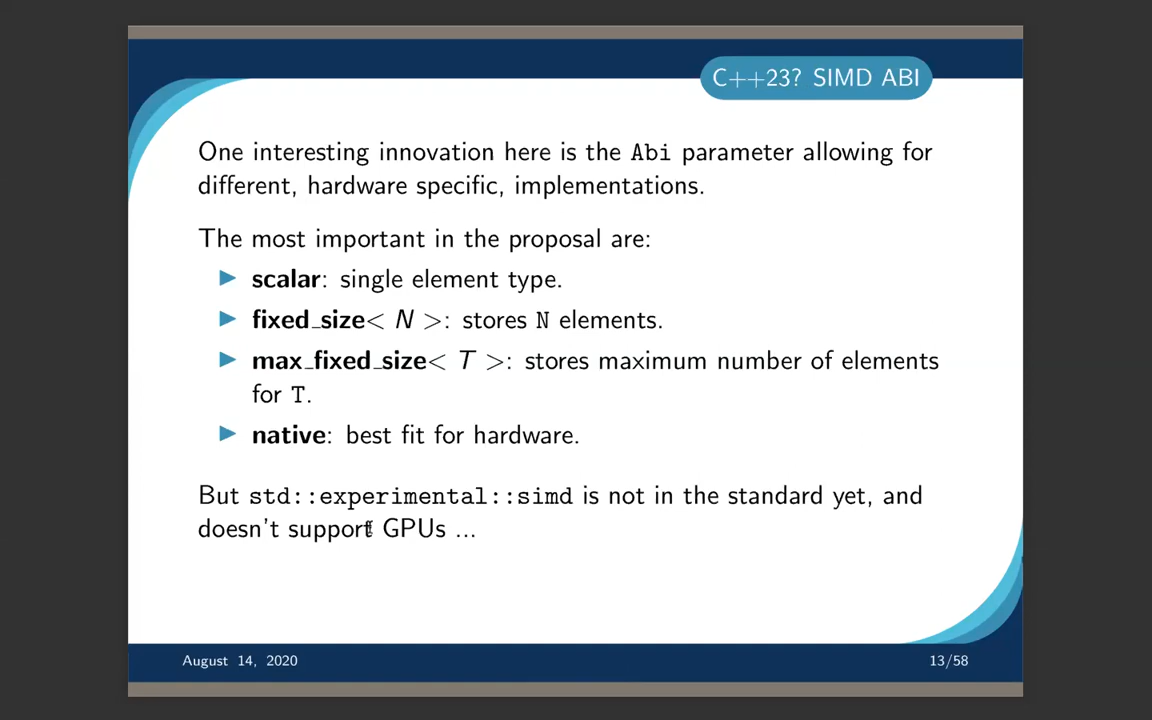 C++23? SIMD ABI
One interesting innovation here is the Abi parameter allowing for
different, hardware specific, implementations.
The most important in the proposal are:
▶ scalar: single element type.
▶ fixed_size< N >: stores N elements.
▶ max_fixed_size< T >: stores maximum number of elements
for T.
▶ native: best fit for hardware.
But std::experimental::simd is not in the standard yet, and
doesn't support GPUs ...
August 14, 2020
13/58